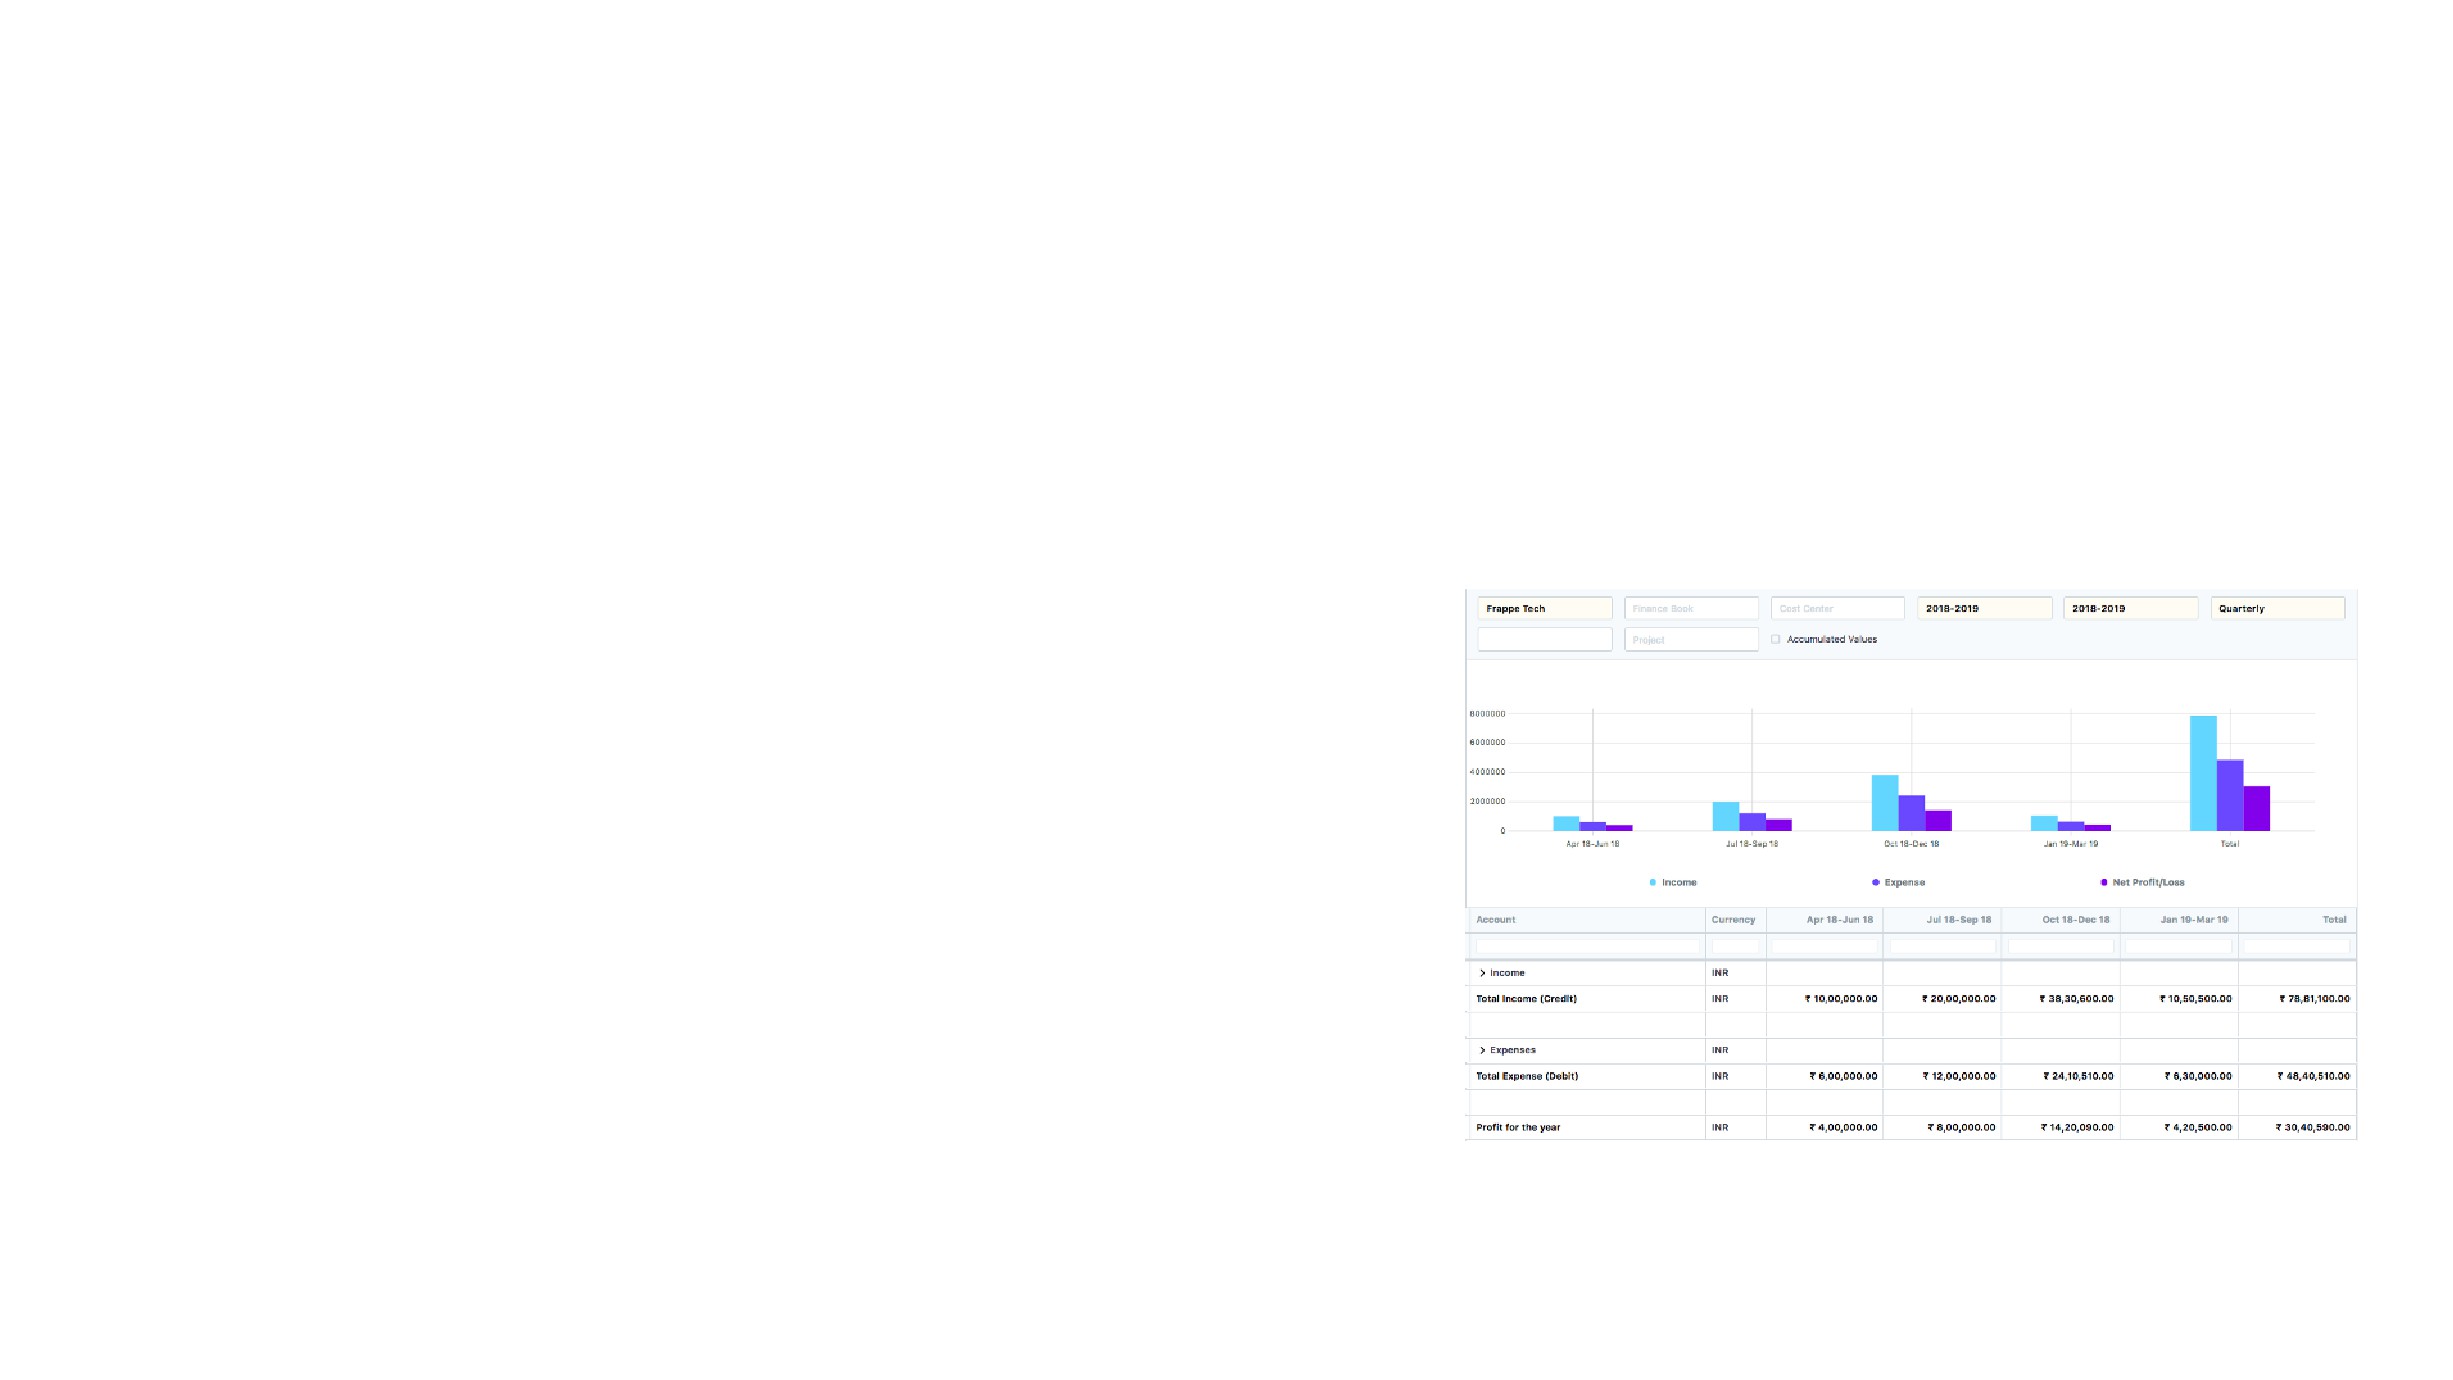 Frappe Tech Finance Book Cost Center 2018-2019 2018-2019 Quarterly
Project Accumulated Values
8000000
6000000
4000000
2000000
0
Apr 18-Jun 18 Jul 18-Sep 18 Oct 18-Dec 18 Jan 19-Mar 19 Total
Income Expense Net Profit/Loss
Account Currency Apr 18-Jun 18 Jul 18-Sep 18 Oct 18-Dec 18 Jan 19-Mar 19 Total
Income INR
Total Income (Credit) INR ₹ 10,00,000.00 ₹ 20,00,000.00 ₹ 38,30,600.00 ₹ 10,50,500.00 ₹ 78,81,100.00
Expenses INR
Total Expense (Debit) INR ₹ 6,00,000.00 ₹ 12,00,000.00 ₹ 24,10,510.00 ₹ 6,30,000.00 ₹ 48,40,510.00
Profit for the year INR ₹ 4,00,000.00 ₹ 8,00,000.00 ₹ 14,20,090.00 ₹ 4,20,500.00 ₹ 30,40,590.00